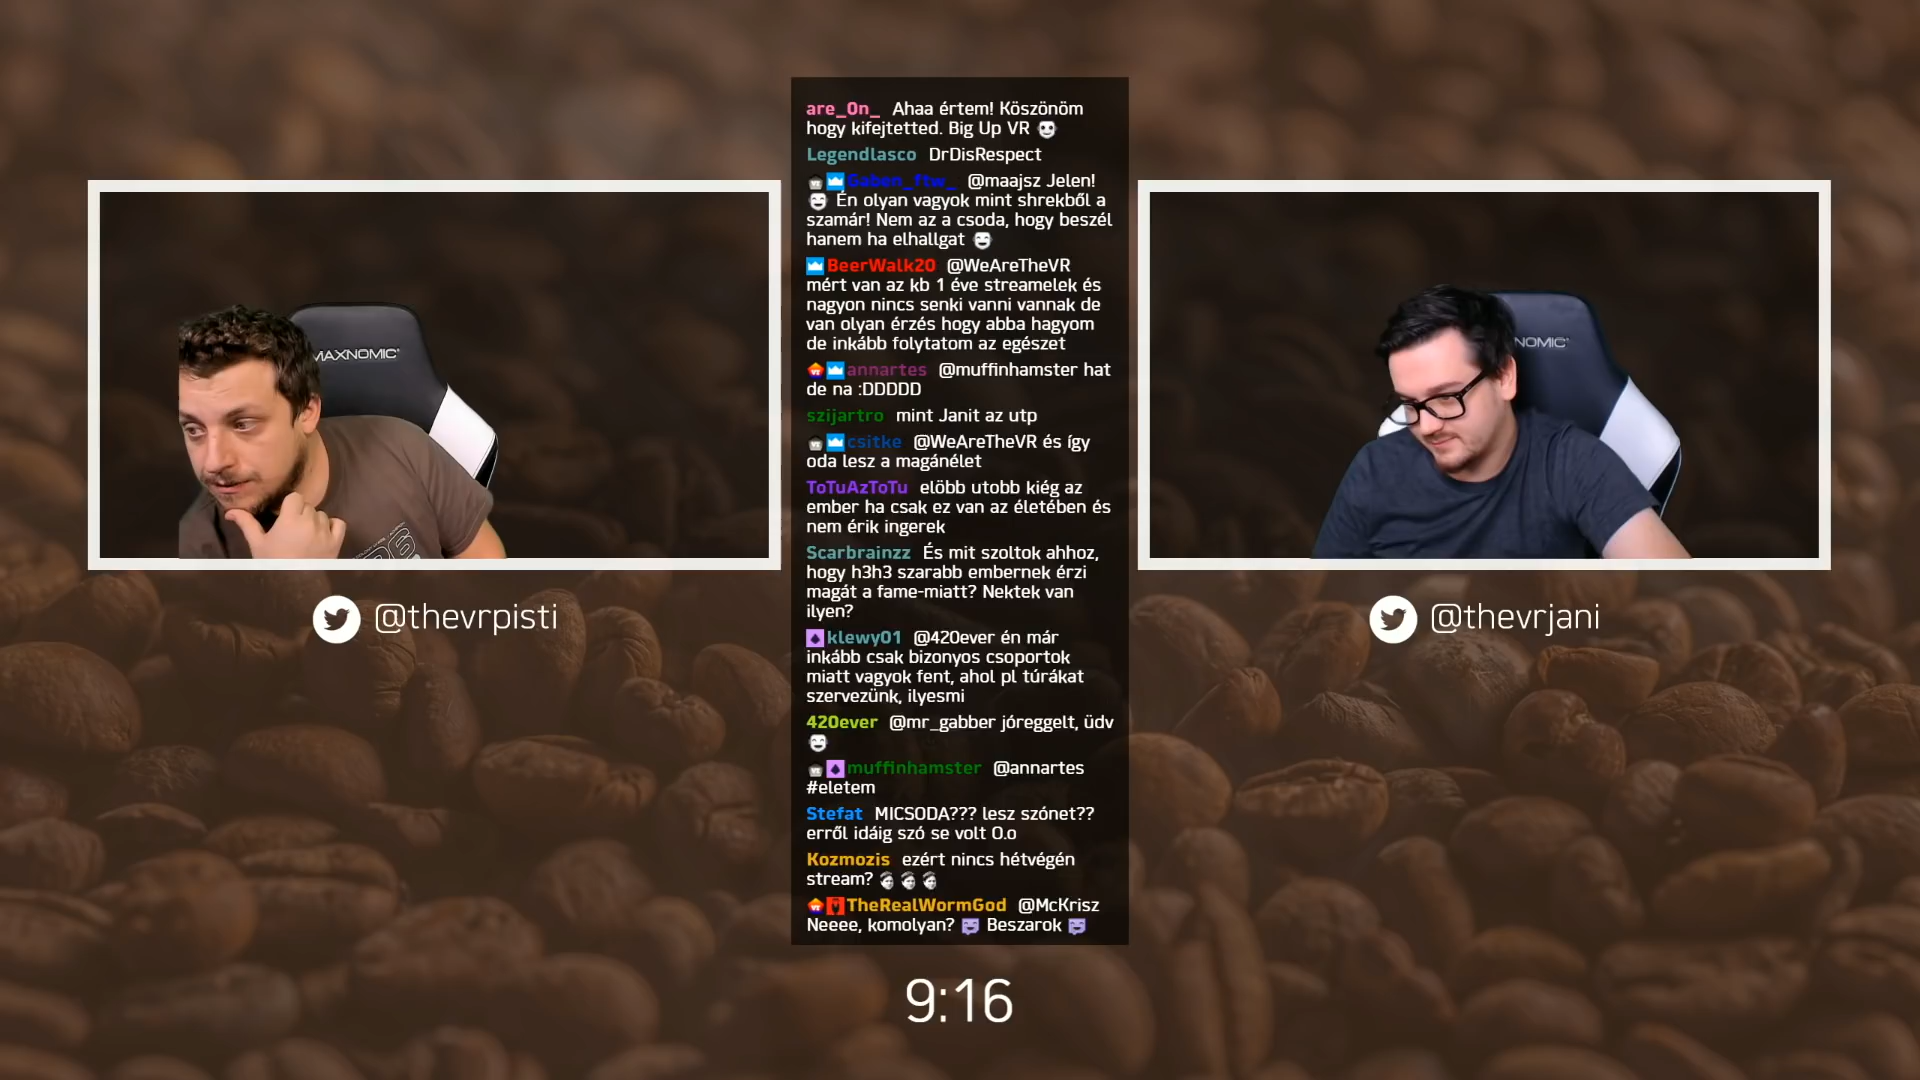 are_0n_ Ahaa értem! Köszönöm
hogy kifejtetted. Big Up VR
Legendlasco DrDisRespect
Gaben_ftw_ @maajsz Jelen!
Én olyan vagyok mint shrekből a
szamár! Nem az a csoda, hogy beszél
hanem ha elhallgat
BeerWalk20 @WeAreTheVR
mért van az kb 1 éve streamelek és
nagyon nincs senki vanni vannak de
van olyan érzés hogy abba hagyom
de inkább folytatom az egészet
annartes @muffinhamster hat
de na :DDDDD
szijartro mint Janit az utp
csitke @WeAreTheVR és így
oda lesz a magánélet
ToTuAzToTu elöbb utobb kiég az
ember ha csak ez van az életében és
nem érik ingerek
Scarbrainzz És mit szoltok ahhoz,
hogy h3h3 szarabb embernek érzi
magát a fame-miatt? Nektek van
ilyen?
klewy01 @420ever én már
inkább csak bizonyos csoportok
miatt vagyok fent, ahol pl túrákat
szervezünk, ilyesmi
420ever @mr_gabber jóreggelt, üdv
muffinhamster @annartes
#eletem
Stefat MICSODA??? lesz szónet??
erről idáig szó se volt O.o
Kozmozis ezért nincs hétvégén
stream?
TheRealWormGod @McKrisz
Neeee, komolyan? Beszarok
MAXNOMIC
NOMIC
@thevrpisti
@thevrjani
9:16